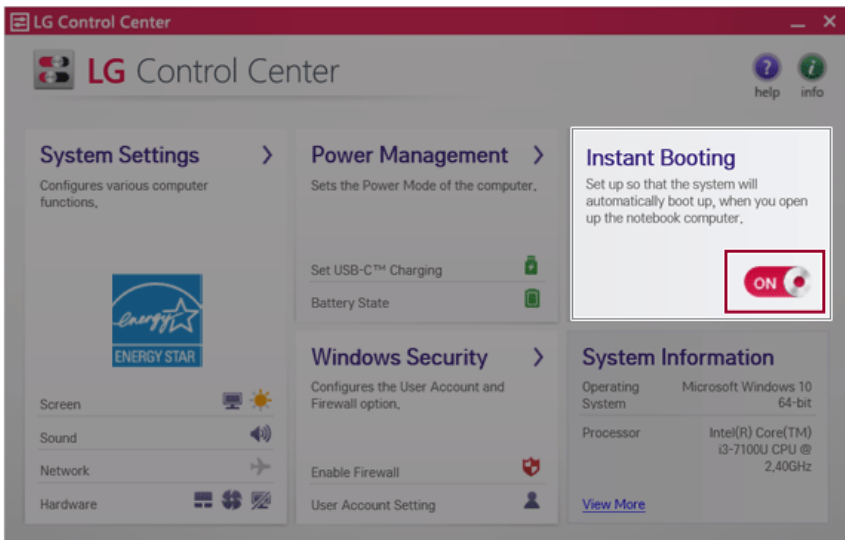 LG Control Center
LG Control Center
help
info
System Settings
Configures various computer
functions.
ENERGY STAR
Screen
Sound
Network
Hardware
Power Management
Sets the Power Mode of the computer.
Set USB-C™ Charging
Battery State
Windows Security
Configures the User Account and
Firewall option.
Enable Firewall
User Account Setting
Instant Booting
Set up so that the system will
automatically boot up, when you open
up the notebook computer.
ON
System Information
Operating System
Microsoft Windows 10
64-bit
Processor
Intel(R) Core(TM)
i3-7100U CPU @
2.40GHz
View More